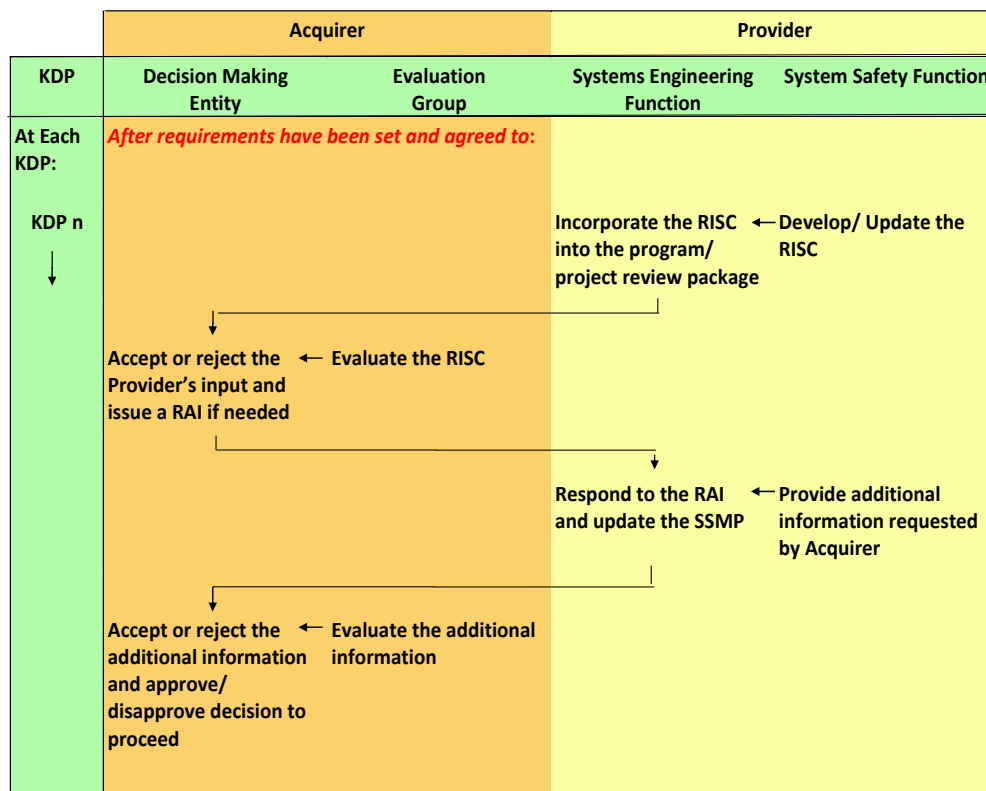 Acquirer
Provider
KDP
Decision Making
Entity
Evaluation
Group
Systems Engineering
Function
System Safety Function
At Each
KDP:
After requirements have been set and agreed to:
KDP n
Incorporate the RISC
into the program/
project review package
Develop/ Update the
RISC
Accept or reject the
Provider’s input and
issue a RAI if needed
Evaluate the RISC
Respond to the RAI
and update the SSMP
Provide additional
information requested
by Acquirer
Accept or reject the
additional information
and approve/
disapprove decision to
proceed
Evaluate the additional
information